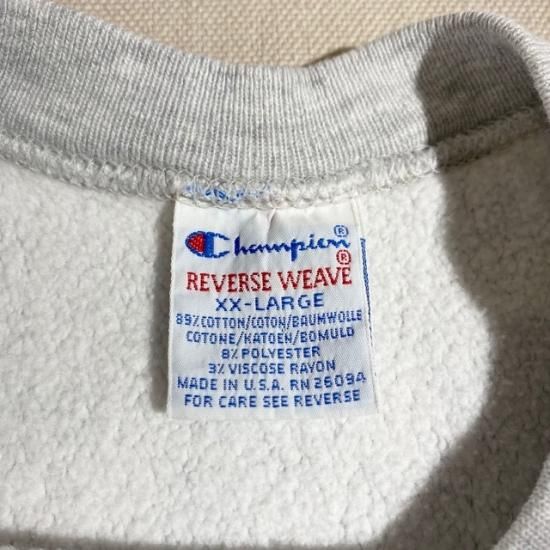 Champion®
REVERSE WEAVE®
XX-LARGE
89% COTTON/COTON/BAUMWOLLE
COTONE/KATOEN/BOMULD
8% POLYESTER
3% VISCOSE RAYON
MADE IN U.S.A. RN 26094
FOR CARE SEE REVERSE